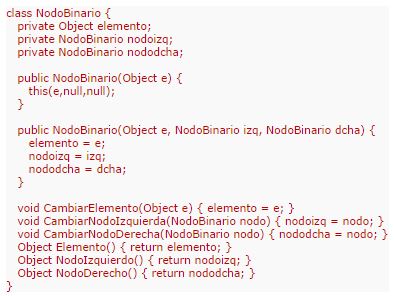 class NodoBinario {
private Object elemento;
private NodoBinario nodoizq;
private NodoBinario nododcha;
public NodoBinario(Object e) {
this(e,null,null);
}
public NodoBinario(Object e, NodoBinario izq, NodoBinario dcha) {
elemento = e;
nodoizq = izq;
nododcha = dcha;
}
void CambiarElemento(Object e) { elemento = e; }
void CambiarNodoIzquierda(NodoBinario nodo) { nodoizq = nodo; }
void CambiarNodoDerecha(NodoBinario nodo) { nododcha = nodo; }
Object Elemento() { return elemento; }
Object NodoIzquierdo() { return nodoizq; }
Object NodoDerecho() { return nododcha; }
}